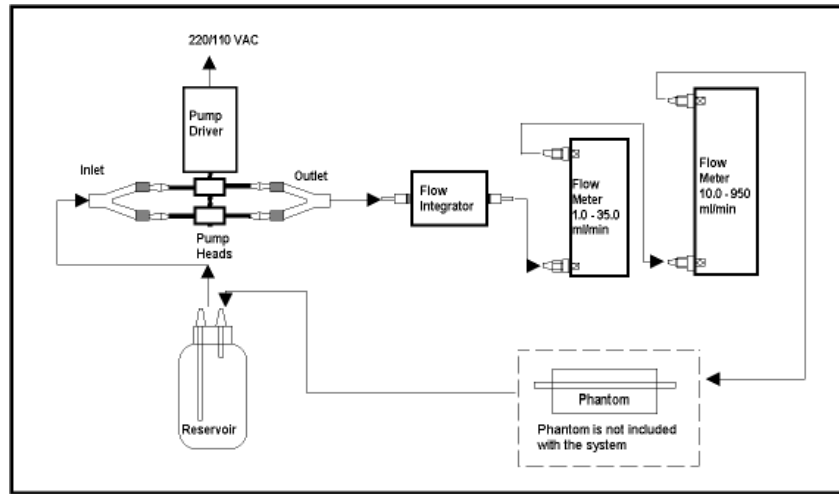 220/110 VAC
Pump
Driver
Inlet
Outlet
Pump
Heads
Flow
Integrator
Flow
Meter
1.0 - 35.0
ml/min
Flow
Meter
10.0 - 950
ml/min
Reservoir
Phantom
Phantom is not included
with the system